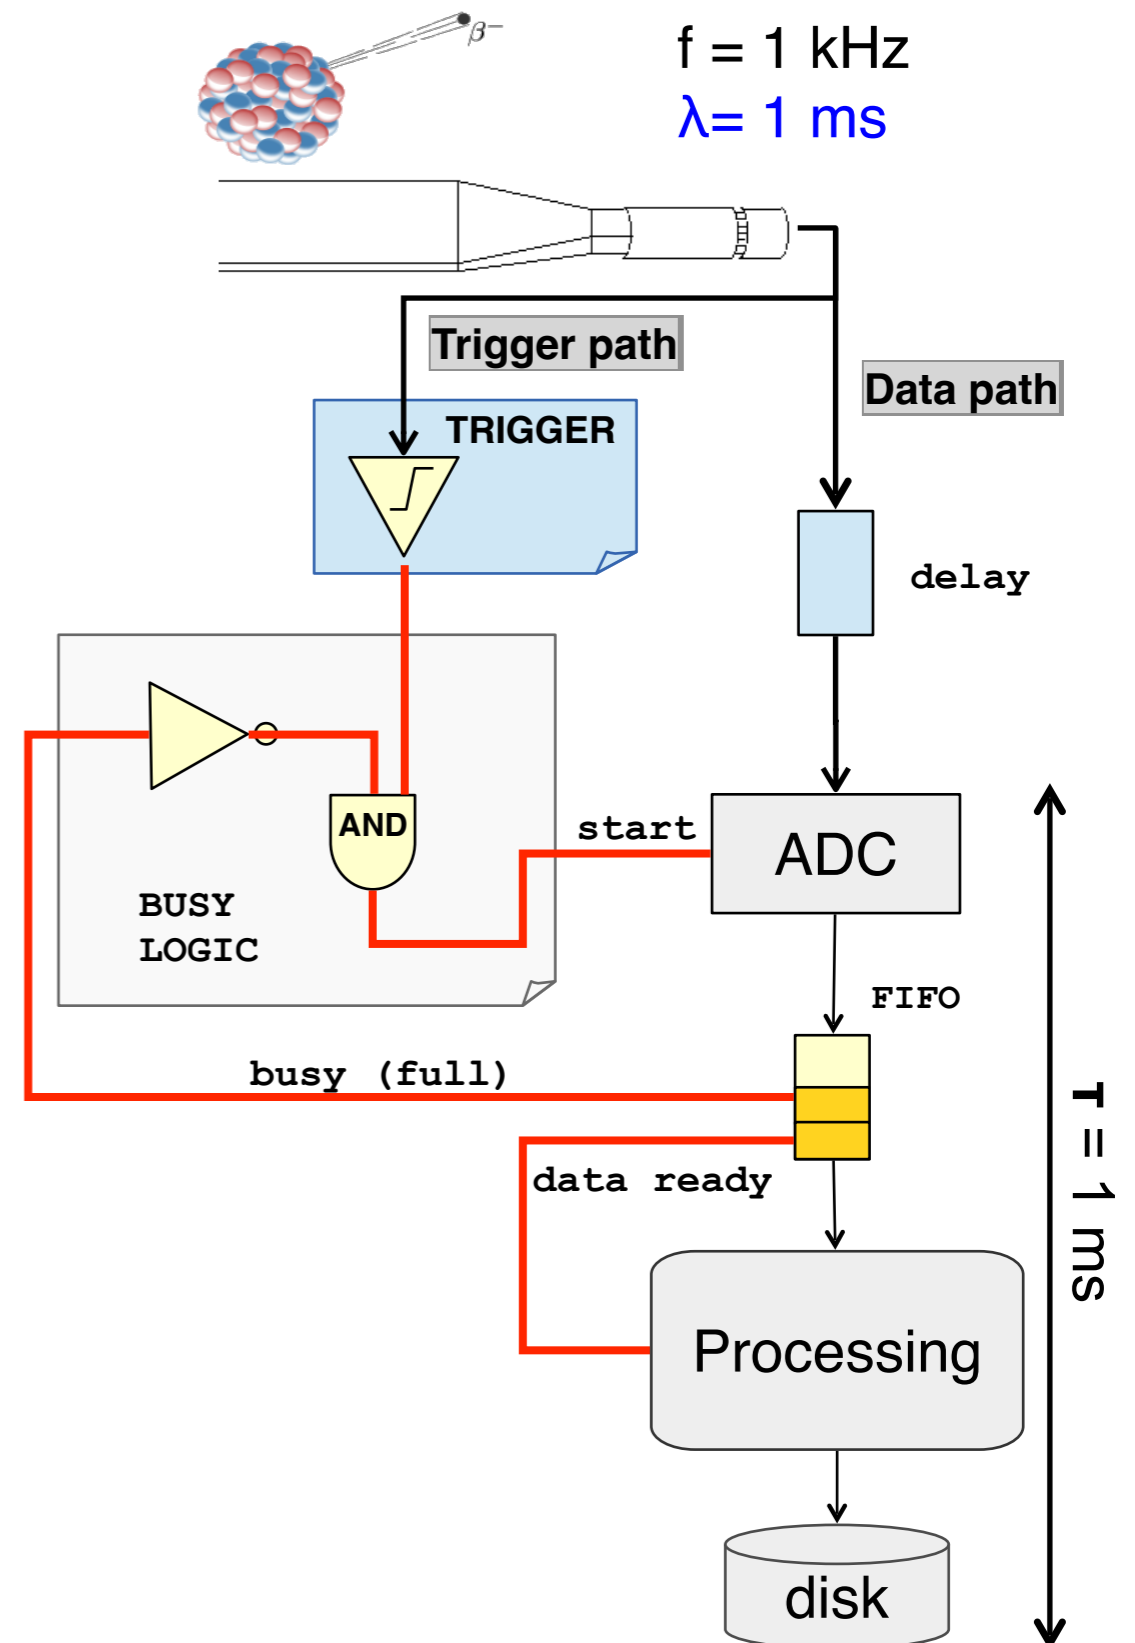 β⁻
f = 1 kHz
λ= 1 ms
Trigger path
Data path
TRIGGER
delay
AND
start
ADC
BUSY
LOGIC
FIFO
busy (full)
data ready
τ = 1 ms
Processing
disk